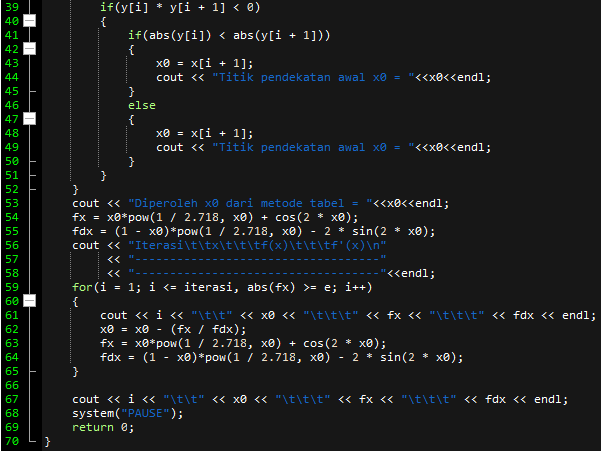 39 if(y[i] * y[i + 1] < 0)
40 {
41 if(abs(y[i]) < abs(y[i + 1]))
42 {
43 x0 = x[i + 1];
44 cout << "Titik pendekatan awal x0 = "<<x0<<endl;
45 }
46 else
47 {
48 x0 = x[i + 1];
49 cout << "Titik pendekatan awal x0 = "<<x0<<endl;
50 }
51 }
52 }
53 cout << "Diperoleh x0 dari metode tabel = "<<x0<<endl;
54 fx = x0*pow(1 / 2.718, x0) + cos(2 * x0);
55 fdx = (1 - x0)*pow(1 / 2.718, x0) - 2 * sin(2 * x0);
56 cout << "Iterasi\t\tx\t\t\tf(x)\t\t\tf'(x)\n"
57 << "-----------------------------------"
58 << "-----------------------------------"<<endl;
59 for(i = 1; i <= iterasi, abs(fx) >= e; i++)
60 {
61 cout << i << "\t\t" << x0 << "\t\t\t" << fx << "\t\t\t" << fdx << endl;
62 x0 = x0 - (fx / fdx);
63 fx = x0*pow(1 / 2.718, x0) + cos(2 * x0);
64 fdx = (1 - x0)*pow(1 / 2.718, x0) - 2 * sin(2 * x0);
65 }
66
67 cout << i << "\t\t" << x0 << "\t\t\t" << fx << "\t\t\t" << fdx << endl;
68 system("PAUSE");
69 return 0;
70 }